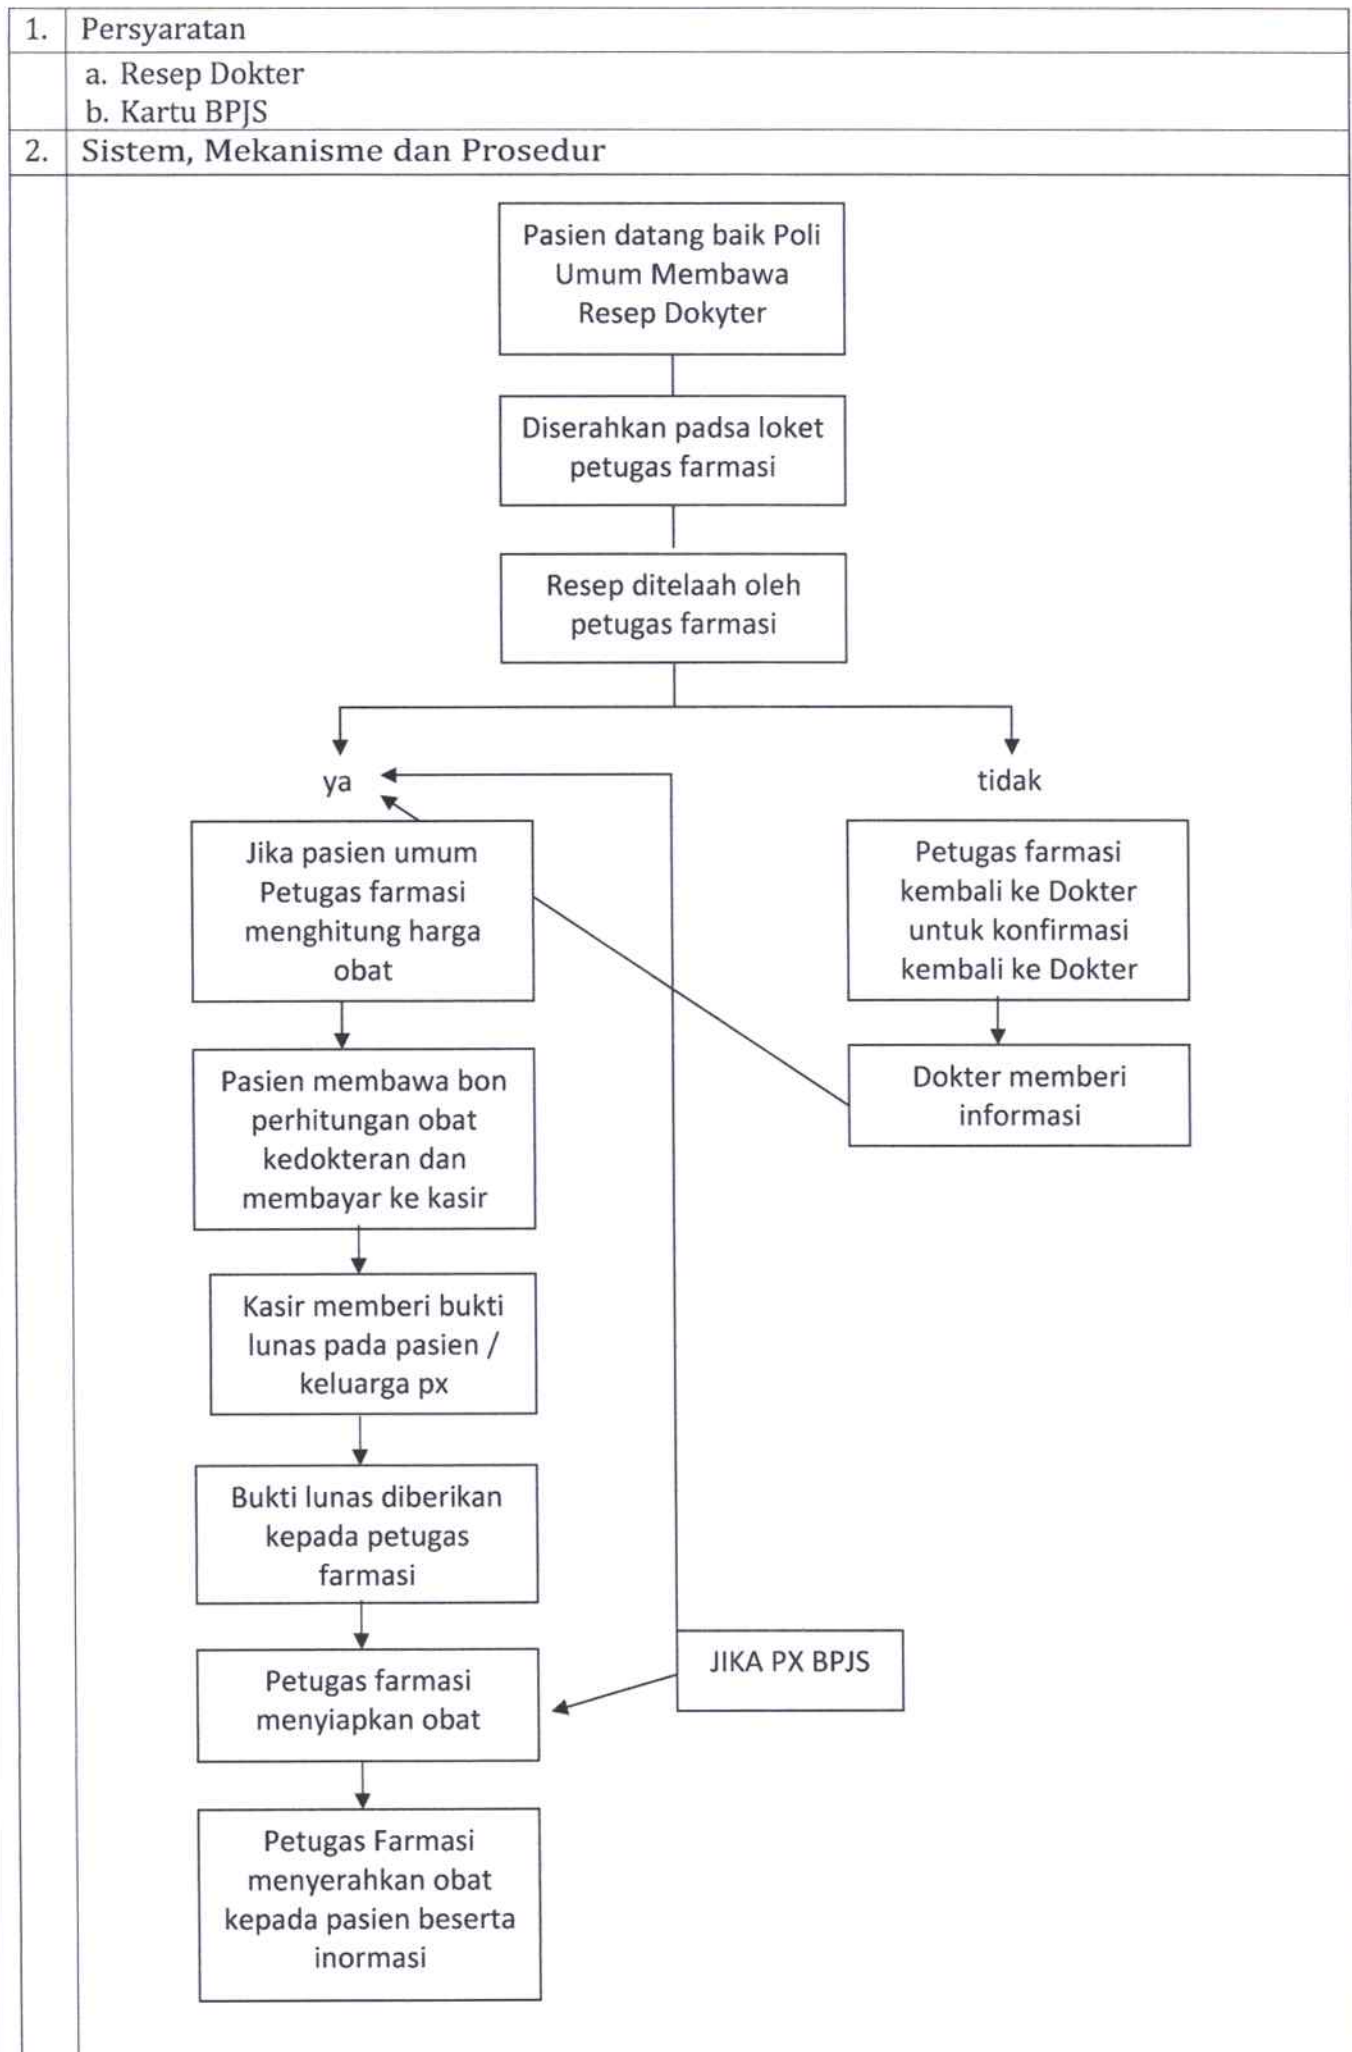 1. Persyaratan
a. Resep Dokter
b. Kartu BPJS
2. Sistem, Mekanisme dan Prosedur
Pasien datang baik Poli
Umum Membawa
Resep Dokyter
Diserahkan padsa loket
petugas farmasi
Resep ditelaah oleh
petugas farmasi
ya
tidak
Jika pasien umum
Petugas farmasi
menghitung harga
obat
Petugas farmasi
kembali ke Dokter
untuk konfirmasi
kembali ke Dokter
Dokter memberi
informasi
Pasien membawa bon
perhitungan obat
kedokteran dan
membayar ke kasir
Kasir memberi bukti
lunas pada pasien /
keluarga px
Bukti lunas diberikan
kepada petugas
farmasi
JIKA PX BPJS
Petugas farmasi
menyiapkan obat
Petugas Farmasi
menyerahkan obat
kepada pasien beserta
inormasi